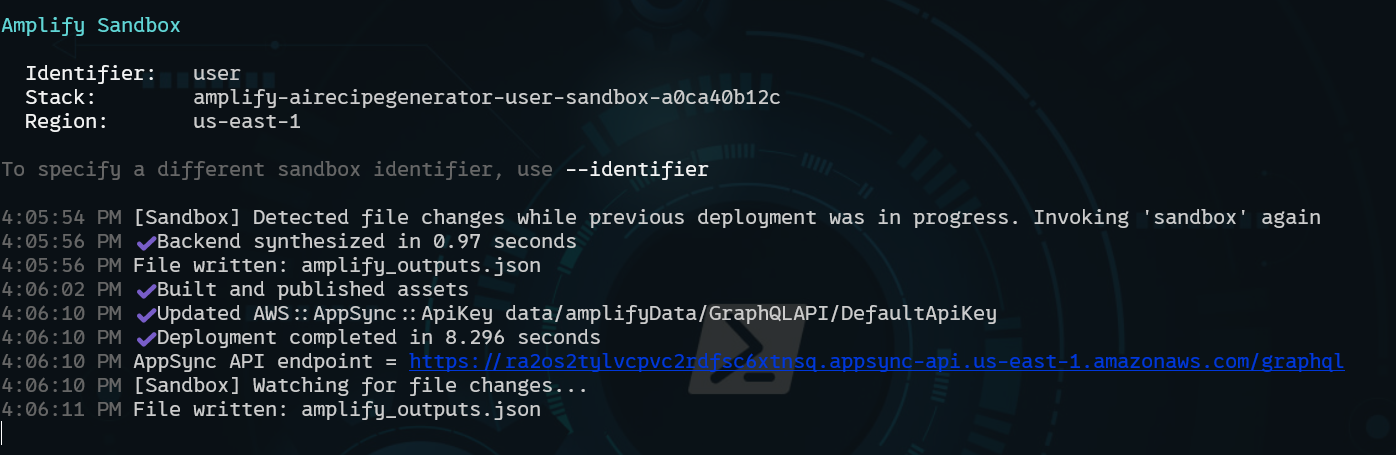 Amplify Sandbox
Identifier: user
Stack: amplify-airecipegenerator-user-sandbox-a0ca40b12c
Region: us-east-1
To specify a different sandbox identifier, use --identifier
4:05:54 PM [Sandbox] Detected file changes while previous deployment was in progress. Invoking 'sandbox' again
4:05:56 PM ✔Backend synthesized in 0.97 seconds
4:05:56 PM File written: amplify_outputs.json
4:06:02 PM ✔Built and published assets
4:06:10 PM ✔Updated AWS::AppSync::ApiKey data/amplifyData/GraphQLAPI/DefaultApiKey
4:06:10 PM ✔Deployment completed in 8.296 seconds
4:06:10 PM AppSync API endpoint = https://ra2os2tylvcpvc2rdfsc6xtnsq.appsync-api.us-east-1.amazonaws.com/graphql
4:06:10 PM [Sandbox] Watching for file changes...
4:06:11 PM File written: amplify_outputs.json